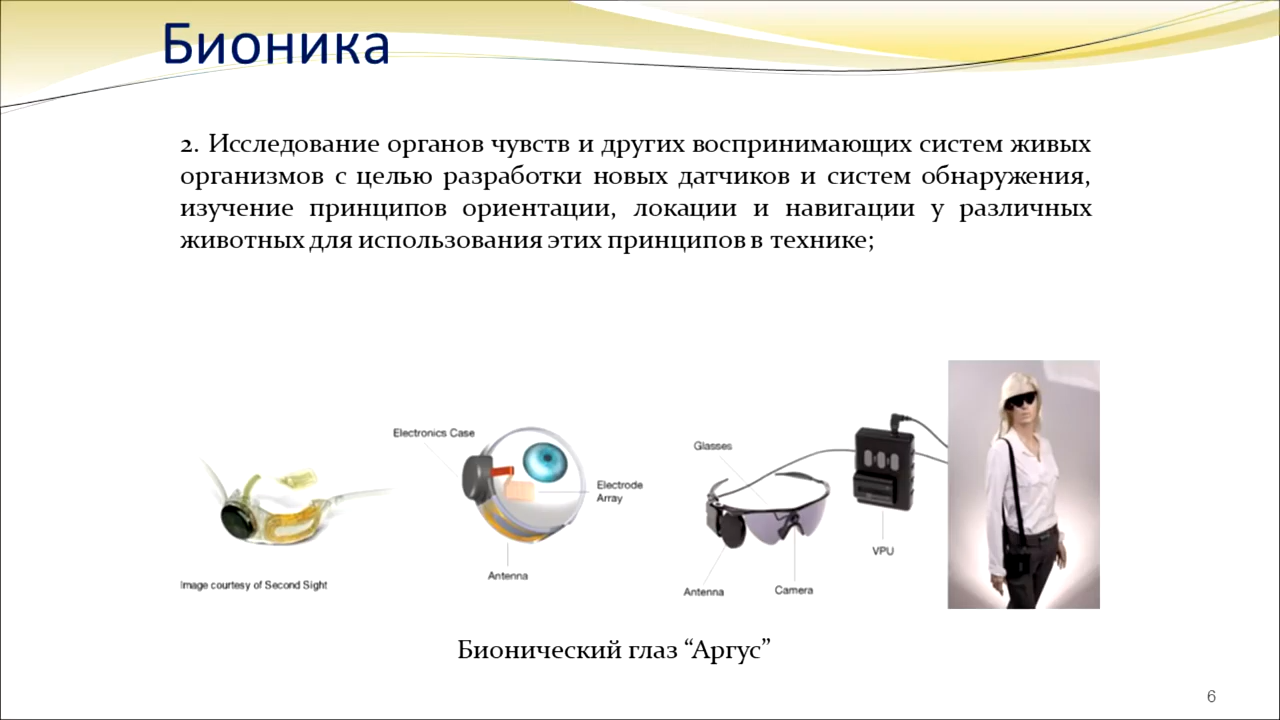 Бионика
2. Исследование органов чувств и других воспринимающих систем живых
организмов с целью разработки новых датчиков и систем обнаружения,
изучение принципов ориентации, локации и навигации у различных
животных для использования этих принципов в технике;
Electronics Case
Electrode
Array
Antenna
Image courtesy of Second Sight
Glasses
VPU
Antenna
Camera
Бионический глаз “Аргус”
6